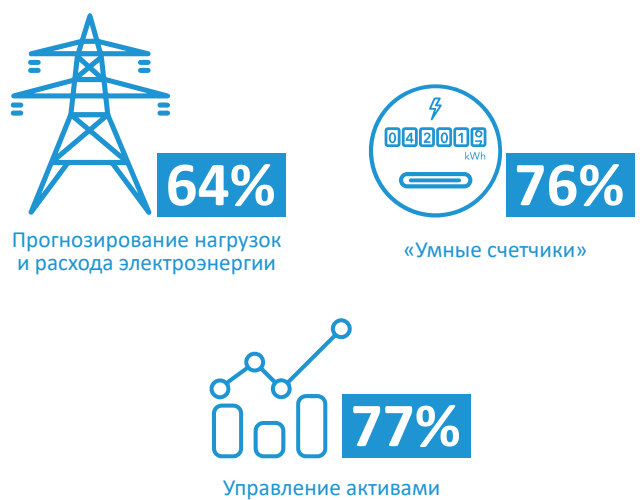 042019
kWh
64%
76%
Прогнозирование нагрузок
и расхода электроэнергии
«Умные счетчики»
77%
Управление активами